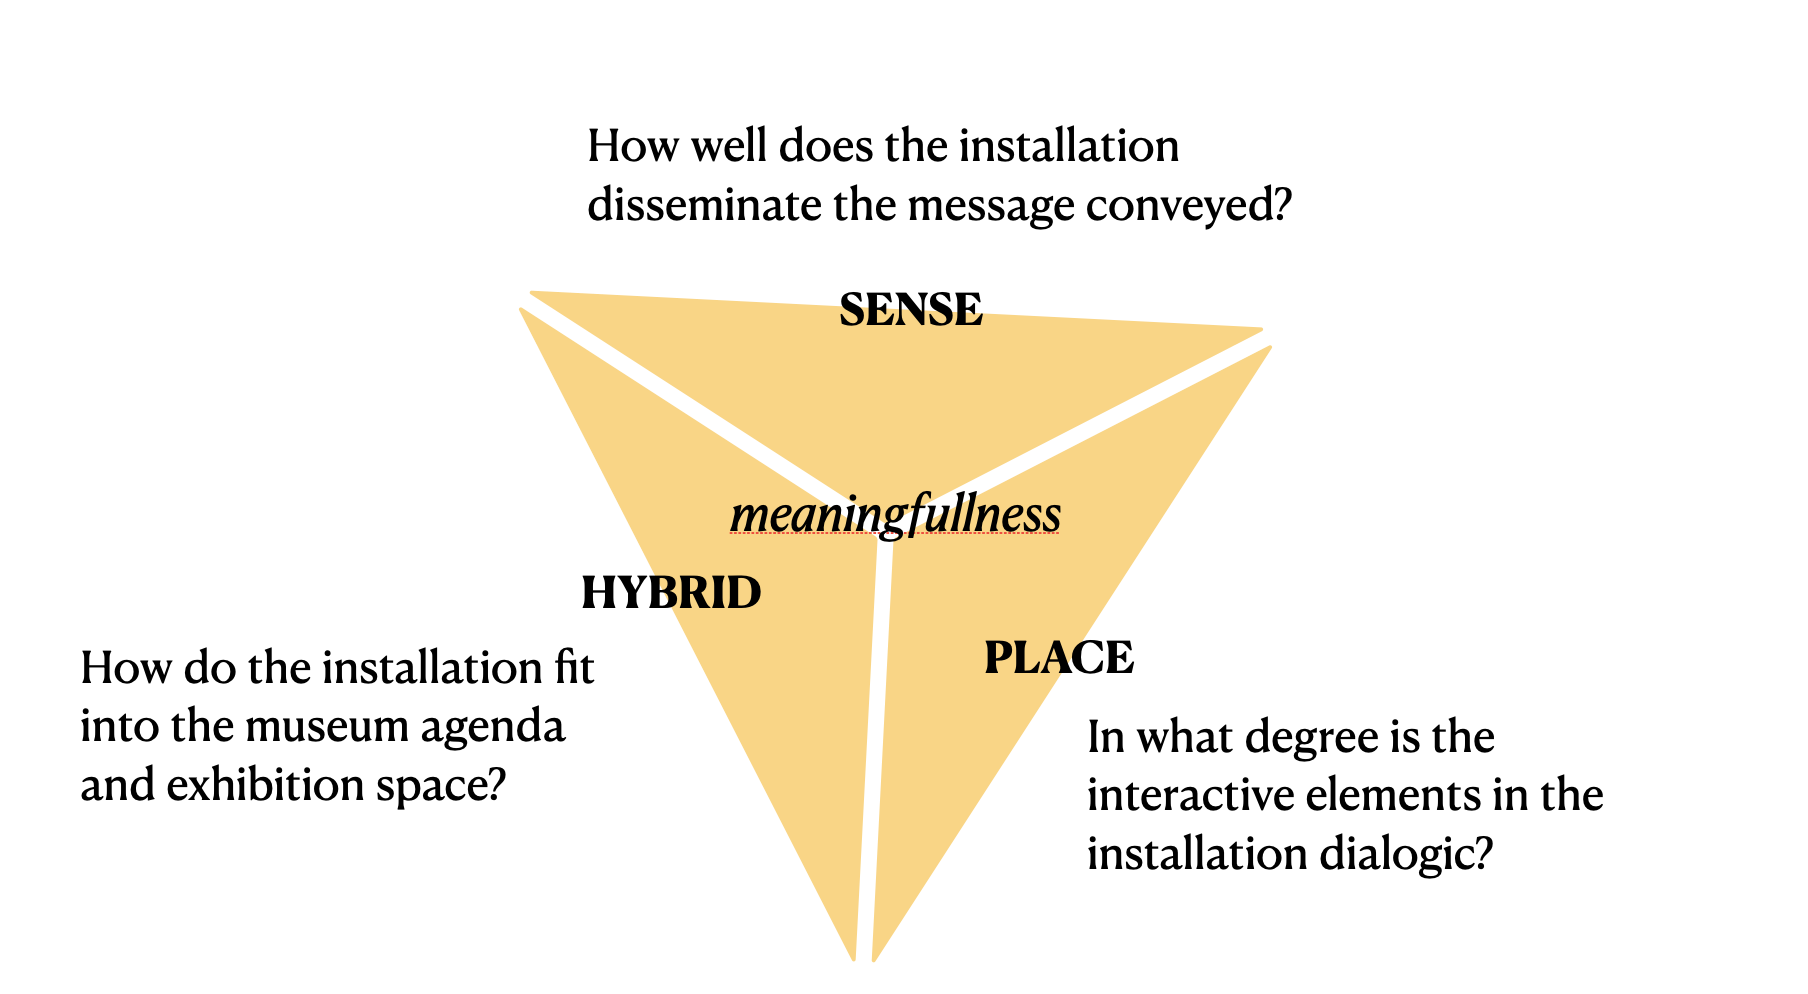 How well does the installation
disseminate the message conveyed?
SENSE
meaningfullness
HYBRID
How do the installation fit
into the museum agenda
and exhibition space?
PLACE
In what degree is the
interactive elements in the
installation dialogic?